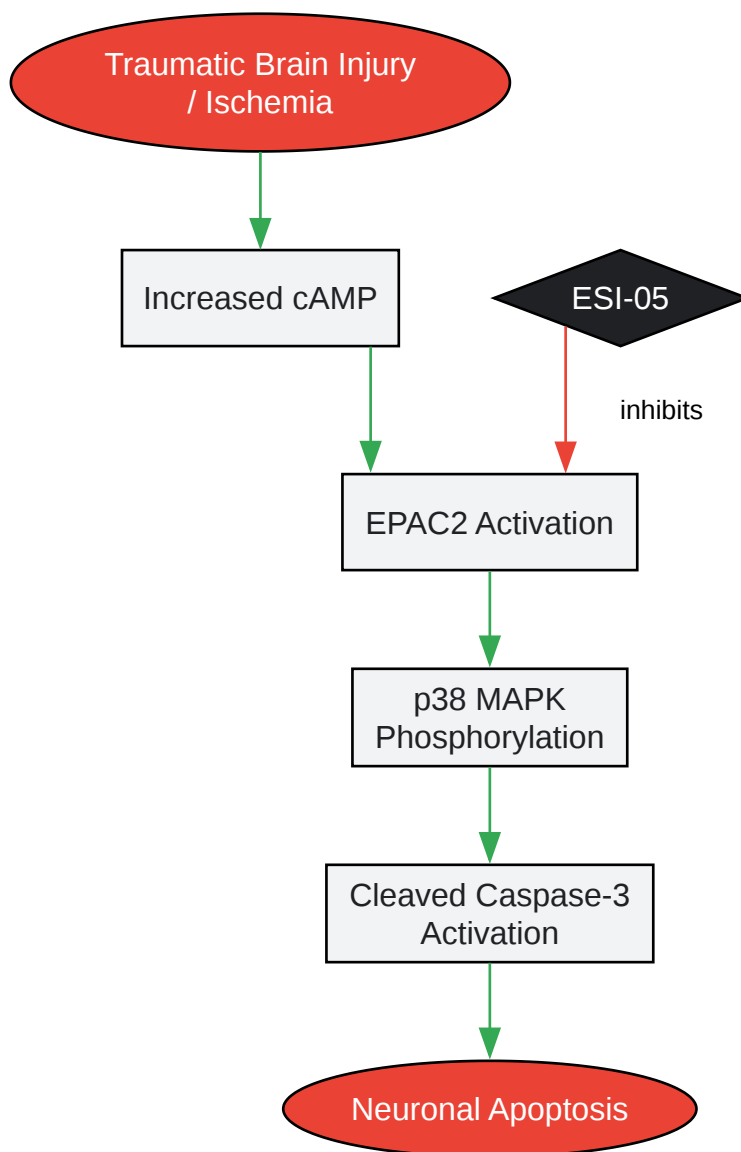 Traumatic Brain Injury
/ Ischemia
Increased cAMP
ESI-05
inhibits
EPAC2 Activation
p38 MAPK
Phosphorylation
Cleaved Caspase-3
Activation
Neuronal Apoptosis